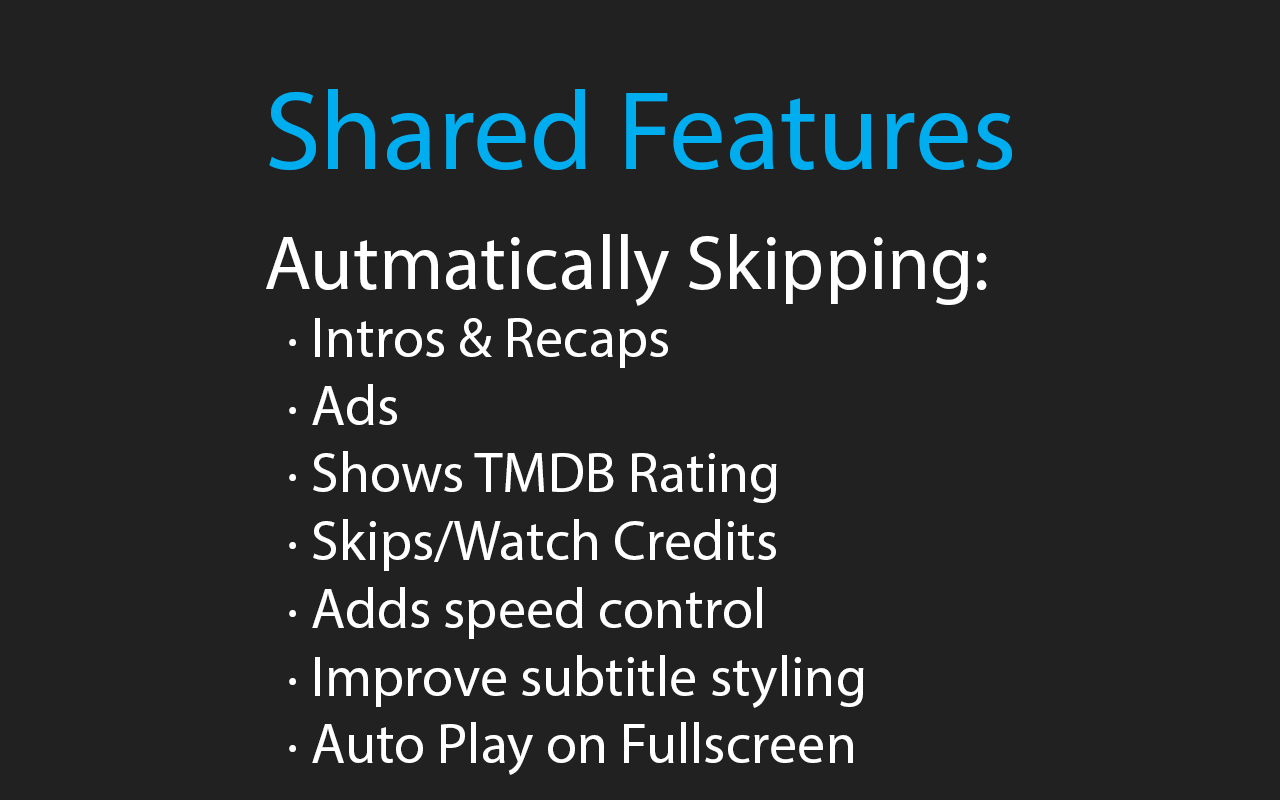 Shared Features
Autmatically Skipping:
· Intros & Recaps
· Ads
· Shows TMDB Rating
· Skips/Watch Credits
· Adds speed control
· Improve subtitle styling
· Auto Play on Fullscreen